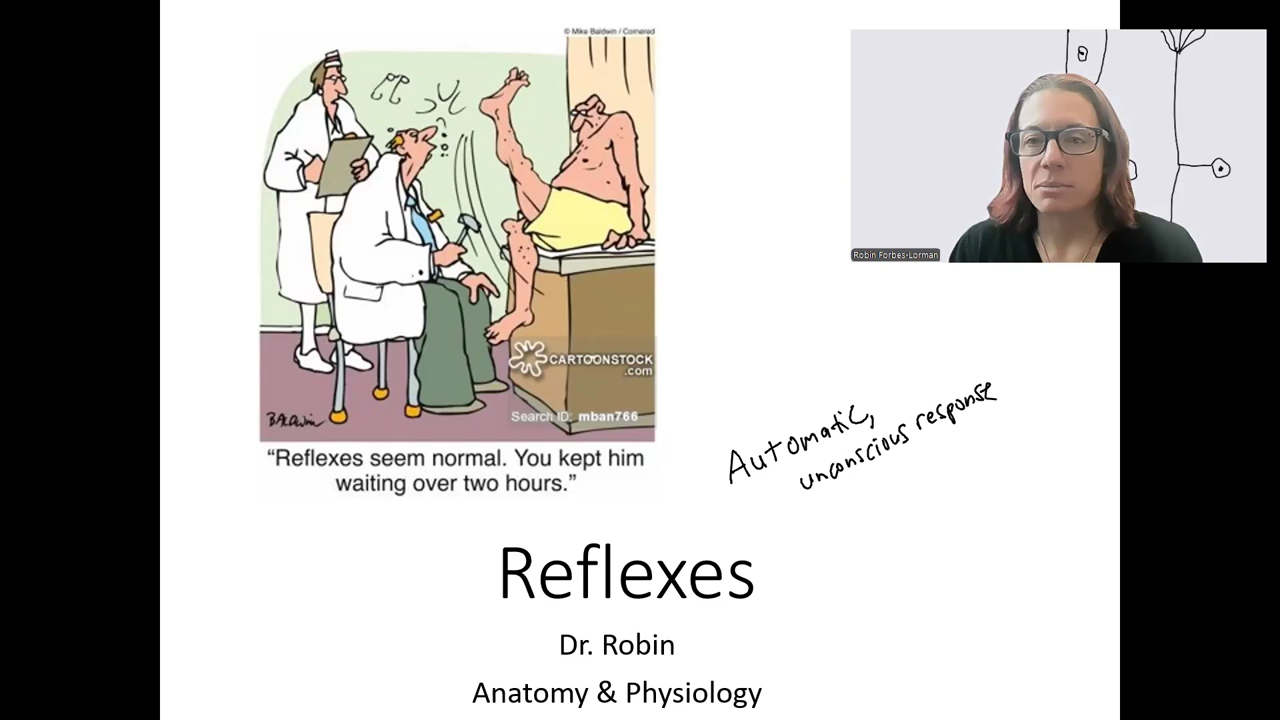 © Mike Baldwin / Cornered
CARTOONSTOCK
.com
Search ID: mban766
BALDWIN
"Reflexes seem normal. You kept him
waiting over two hours."
Robin Forbes-Lorman
Automatic,
unconscious response
Reflexes
Dr. Robin
Anatomy & Physiology